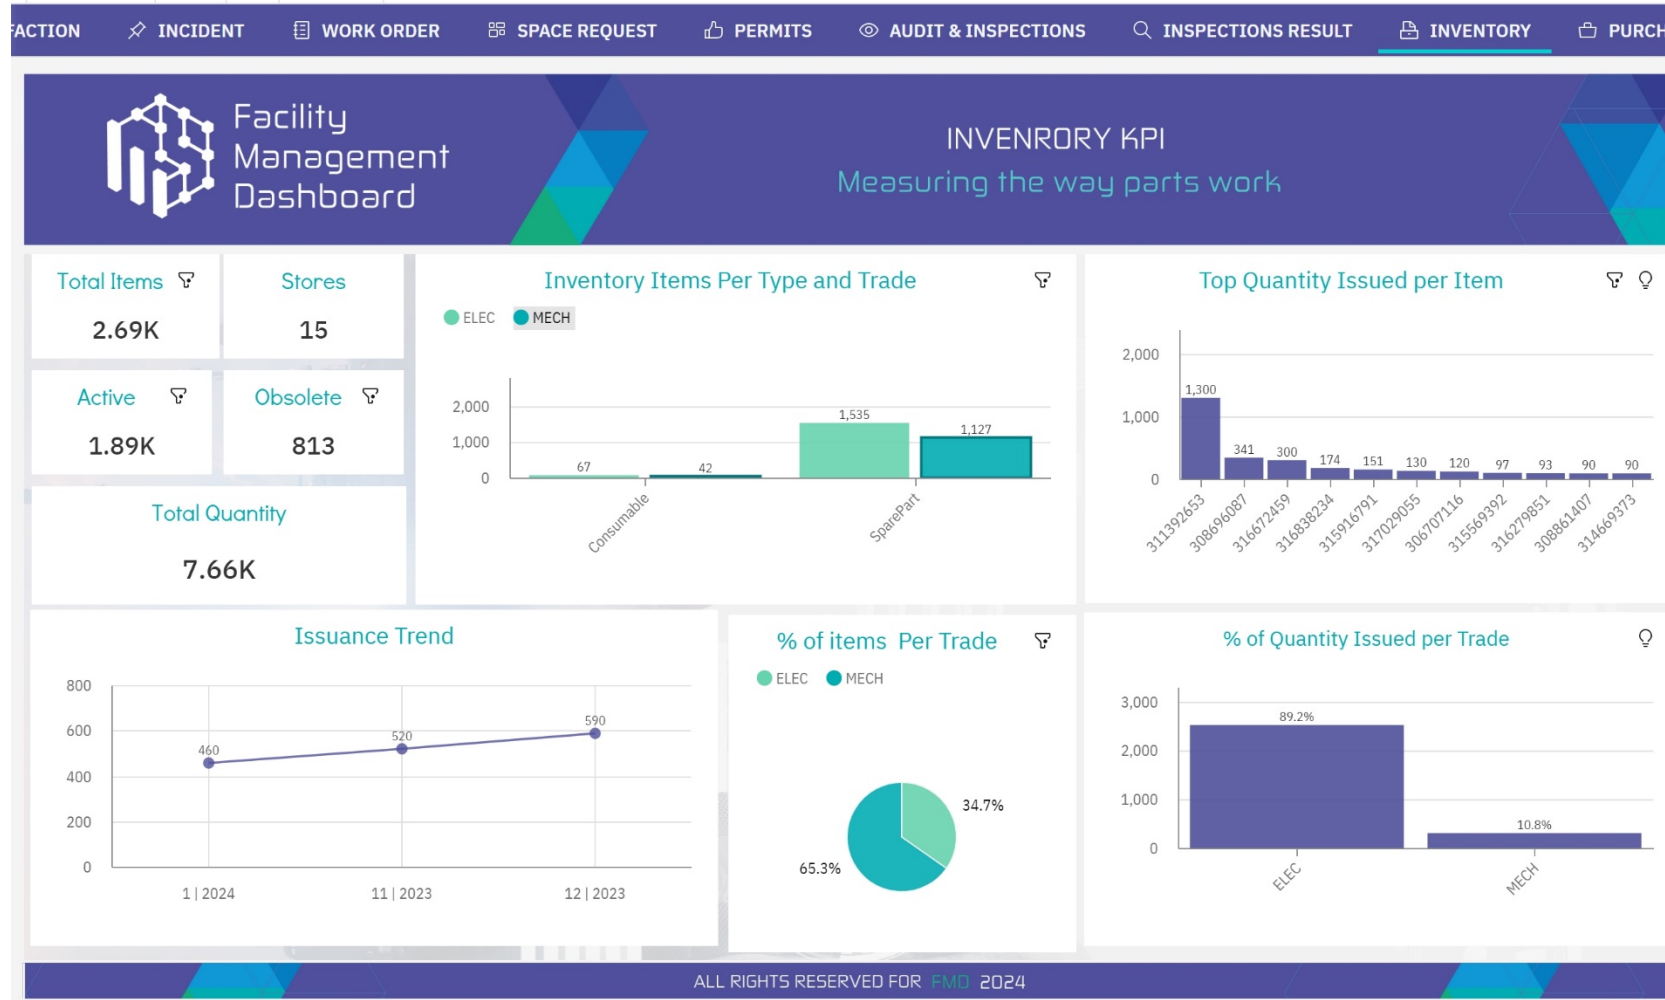 FACTION INCIDENT WORK ORDER SPACE REQUEST PERMITS AUDIT & INSPECTIONS INSPECTIONS RESULT INVENTORY PURCH
Facility
Management
Dashboard
INVENRORY KPI
Measuring the way parts work
Total Items
2.69K
Stores
15
Active
1.89K
Obsolete
813
Total Quantity
7.66K
Inventory Items Per Type and Trade
ELEC MECH
2,000
1,000
0
67
42
1,535
1,127
Consumable
SparePart
Top Quantity Issued per Item
2,000
1,000
0
1,300
341
300
174
151
130
120
97
93
90
90
311392653
308696087
316672459
316838234
315916791
317029055
306707116
315569392
316279851
308861407
314669373
Issuance Trend
800
600
400
200
0
460
520
590
1 | 2024
11 | 2023
12 | 2023
% of items Per Trade
ELEC MECH
34.7%
65.3%
% of Quantity Issued per Trade
3,000
2,000
1,000
0
89.2%
10.8%
ELEC
MECH
ALL RIGHTS RESERVED FOR FMO 2024